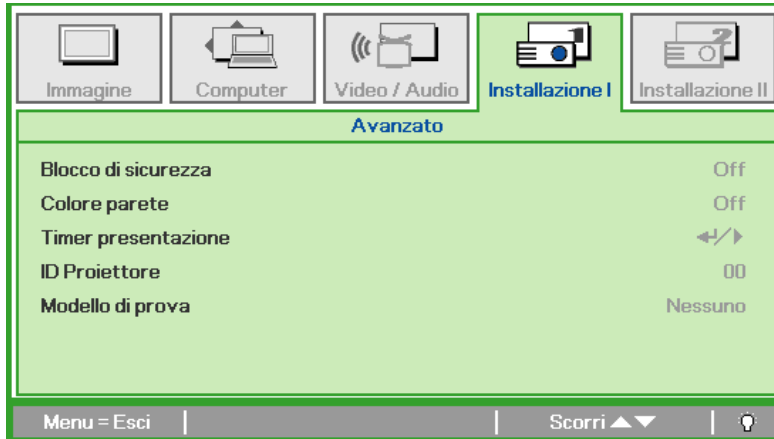 Immagine
Computer
Video / Audio
Installazione I
Installazione II
Avanzato
Blocco di sicurezza Off
Colore parete Off
Timer presentazione
ID Proiettore 00
Modello di prova Nessuno
Menu = Esci Scorri